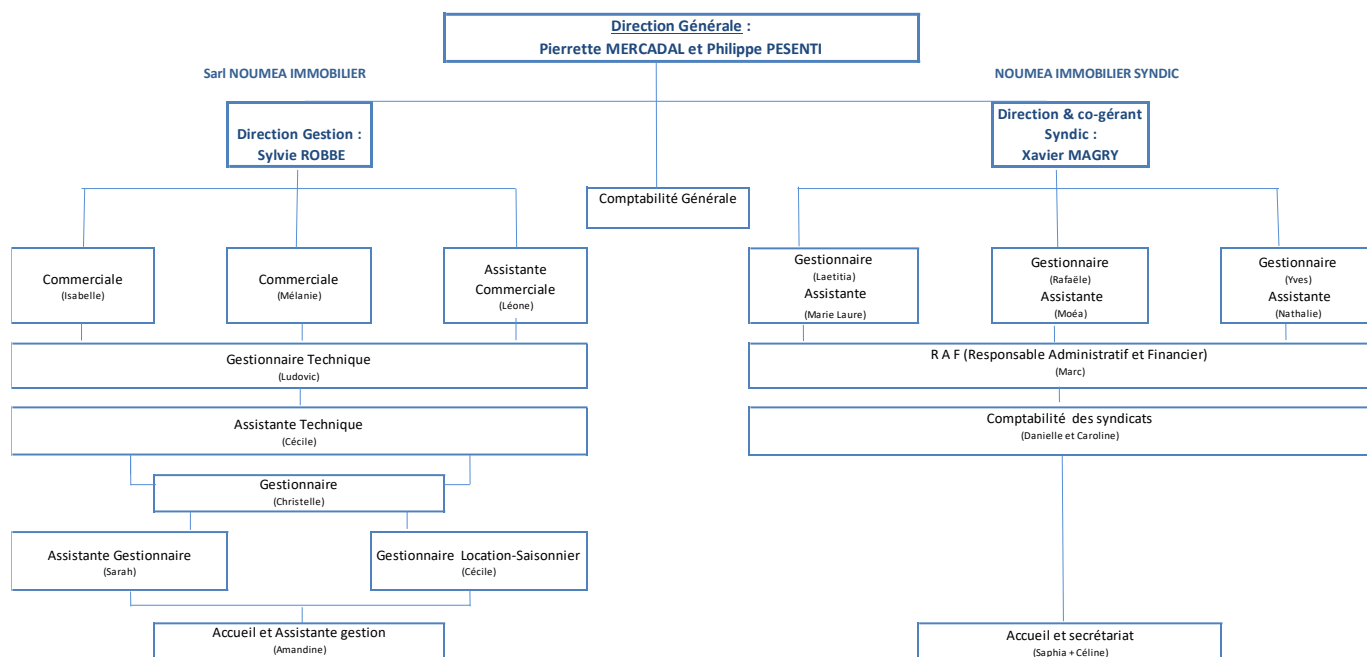 Direction Générale :
Pierrette MERCADAL et Philippe PESENTI
Sarl NOUMEA IMMOBILIER
NOUMEA IMMOBILIER SYNDIC
Direction Gestion :
Sylvie ROBBE
Direction & co-gérant
Syndic :
Xavier MAGRY
Comptabilité Générale
Commerciale
(Isabelle)
Commerciale
(Mélanie)
Assistante
Commerciale
(Léone)
Gestionnaire
(Laetitia)
Assistante
(Marie Laure)
Gestionnaire
(Rafaële)
Assistante
(Moéa)
Gestionnaire
(Yves)
Assistante
(Nathalie)
Gestionnaire Technique
(Ludovic)
R A F (Responsable Administratif et Financier)
(Marc)
Assistante Technique
(Cécile)
Comptabilité des syndicats
(Danielle et Caroline)
Gestionnaire
(Christelle)
Assistante Gestionnaire
(Sarah)
Gestionnaire Location-Saisonnier
(Cécile)
Accueil et Assistante gestion
(Amandine)
Accueil et secrétariat
(Saphia + Céline)